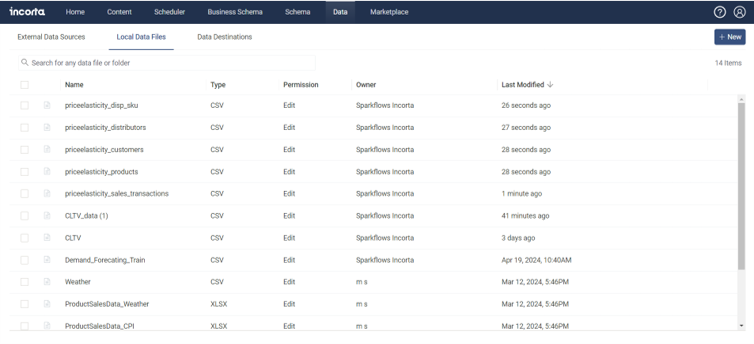 incorta Home Content Scheduler Business Schema Schema Data Marketplace
External Data Sources Local Data Files Data Destinations + New
Search for any data file or folder 14 Items
Name Type Permission Owner Last Modified
priceelasticity_disp_sku CSV Edit Sparkflows Incorta 26 seconds ago
priceelasticity_distributors CSV Edit Sparkflows Incorta 27 seconds ago
priceelasticity_customers CSV Edit Sparkflows Incorta 28 seconds ago
priceelasticity_products CSV Edit Sparkflows Incorta 28 seconds ago
priceelasticity_sales_transactions CSV Edit Sparkflows Incorta 1 minute ago
CLTV_data (1) CSV Edit Sparkflows Incorta 41 minutes ago
CLTV CSV Edit Sparkflows Incorta 3 days ago
Demand_Forecating_Train CSV Edit Sparkflows Incorta Apr 19, 2024, 10:40AM
Weather CSV Edit m s Mar 12, 2024, 5:46PM
ProductSalesData_Weather XLSX Edit m s Mar 12, 2024, 5:46PM
ProductSalesData_CPI XLSX Edit m s Mar 12, 2024, 5:46PM